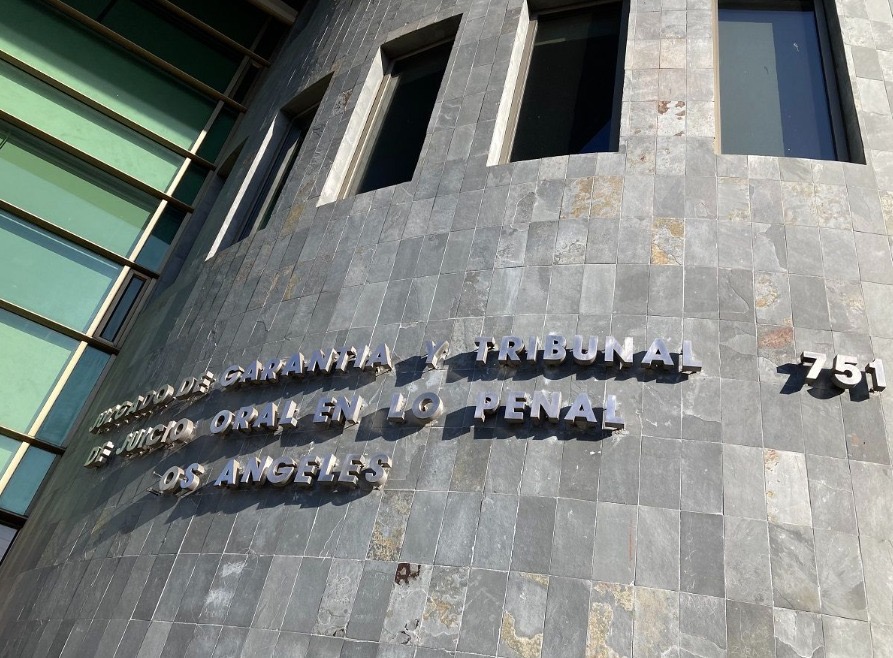 JUZGADO DE GARANTIA Y TRIBUNAL
DE JUICIO ORAL EN LO PENAL
OS ANGELES
751